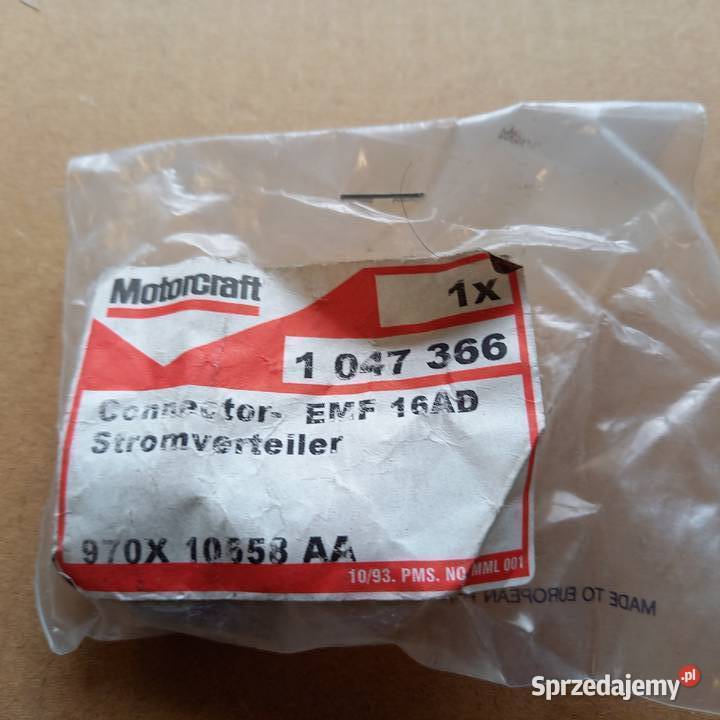 Motorcraft
1X
1 047 366
Connector- EMF 16AD
Stromverteiler
970X 10658 AA
10/93. PMS. NO MML 001
MADE TO EUROPEAN
Sprzedajemy.pl